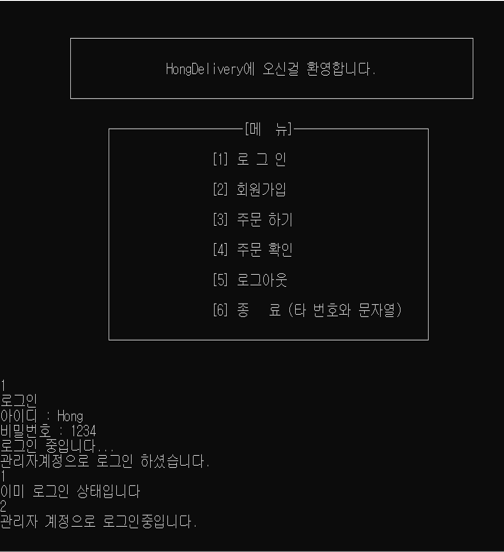 HongDelivery에 오신걸 환영합니다.
[메 뉴]
[1] 로 그 인
[2] 회원가입
[3] 주문 하기
[4] 주문 확인
[5] 로그아웃
[6] 종 료 (타 번호와 문자열)
1
로그인
아이디 : Hong
비밀번호 : 1234
로그인 중입니다...
관리자계정으로 로그인 하셨습니다.
1
이미 로그인 상태입니다
2
관리자 계정으로 로그인중입니다.